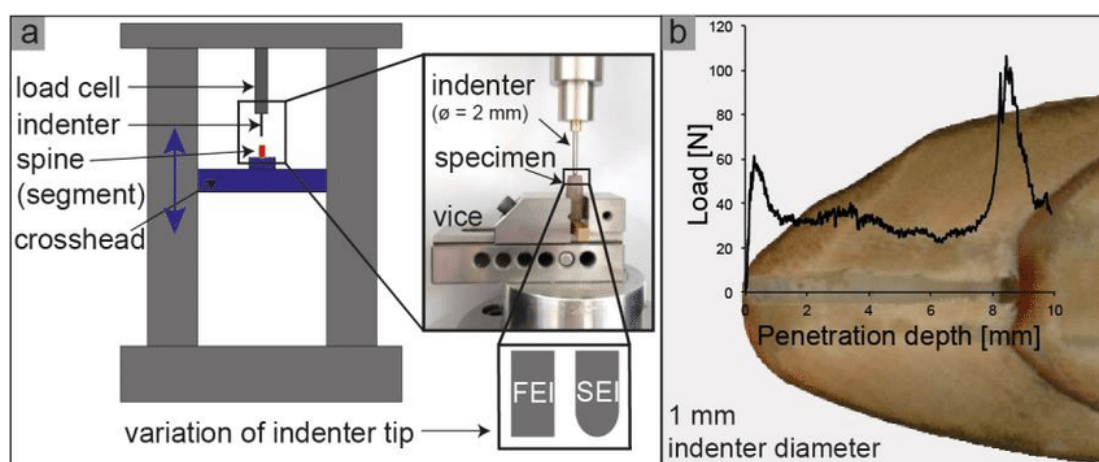 a
load cell
indenter
spine
(segment)
crosshead
indenter
(ø = 2 mm)
specimen
vice
FEI SEI
variation of indenter tip
b
Load [N]
120
100
80
60
40
20
0
0 2 4 6 8 10
Penetration depth [mm]
1 mm
indenter diameter